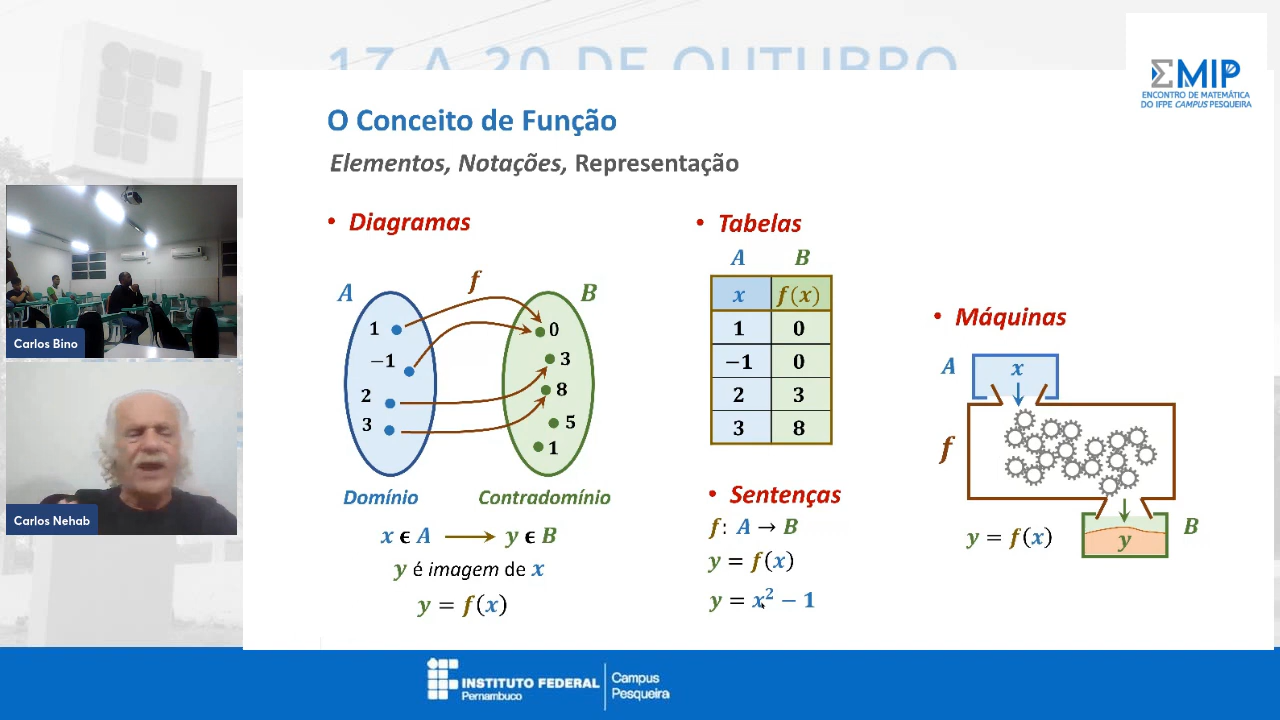 17 A 20 DE OUTUBRO
ΣMIP
ENCONTRO DE MATEMÁTICA
DO IFPE CAMPUS PESQUEIRA
O Conceito de Função
Elementos, Notações, Representação
• Diagramas
A
f
B
1
−1
2
3
0
3
8
5
1
Domínio
Contradomínio
x ϵ A ⟶ y ϵ B
y é imagem de x
y = f(x)
• Tabelas
A B
x f(x)
1 0
−1 0
2 3
3 8
• Sentenças
f: A → B
y = f(x)
y = x² − 1
• Máquinas
A
x
f
y = f(x)
y
B
Carlos Bino
Carlos Nehab
INSTITUTO FEDERAL
Pernambuco
Campus
Pesqueira